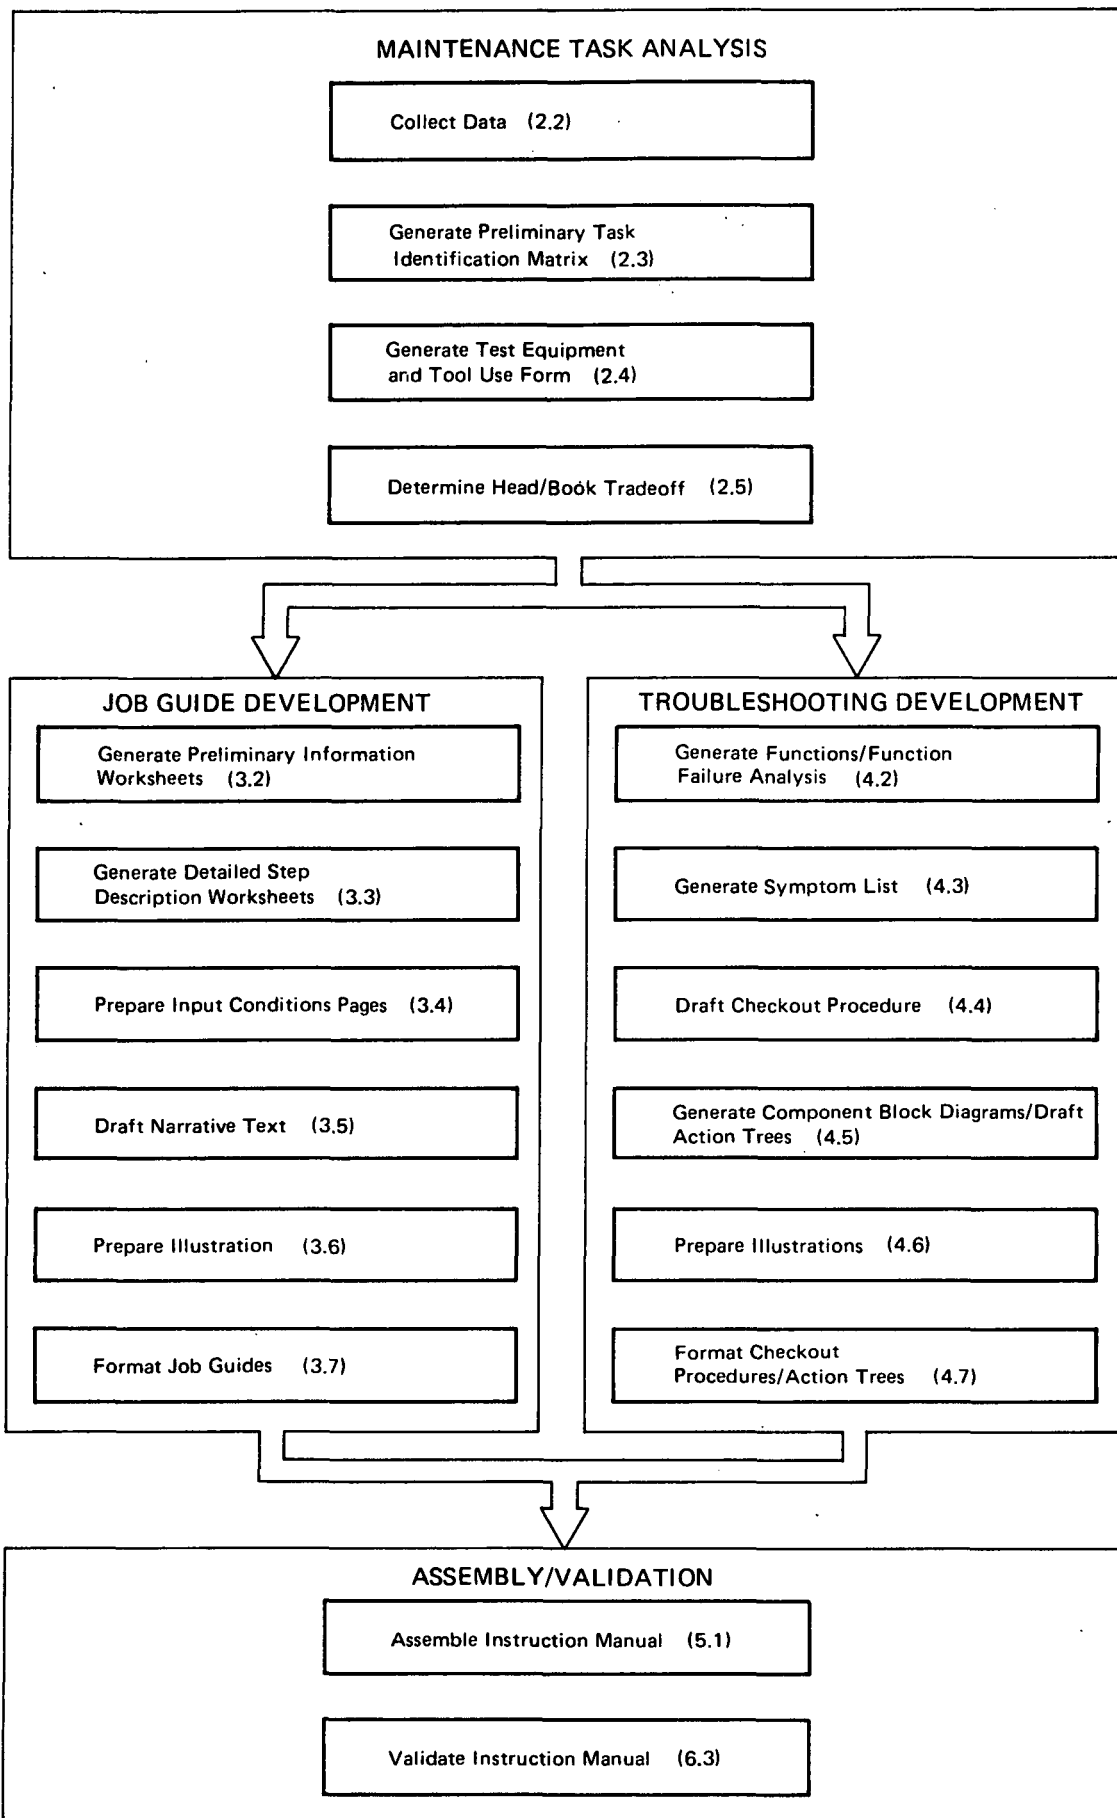 MAINTENANCE TASK ANALYSIS
Collect Data (2.2)
Generate Preliminary Task
Identification Matrix (2.3)
Generate Test Equipment
and Tool Use Form (2.4)
Determine Head/Book Tradeoff (2.5)
JOB GUIDE DEVELOPMENT
Generate Preliminary Information
Worksheets (3.2)
Generate Detailed Step
Description Worksheets (3.3)
Prepare Input Conditions Pages (3.4)
Draft Narrative Text (3.5)
Prepare Illustration (3.6)
Format Job Guides (3.7)
TROUBLESHOOTING DEVELOPMENT
Generate Functions/Function
Failure Analysis (4.2)
Generate Symptom List (4.3)
Draft Checkout Procedure (4.4)
Generate Component Block Diagrams/Draft
Action Trees (4.5)
Prepare Illustrations (4.6)
Format Checkout
Procedures/Action Trees (4.7)
ASSEMBLY/VALIDATION
Assemble Instruction Manual (5.1)
Validate Instruction Manual (6.3)